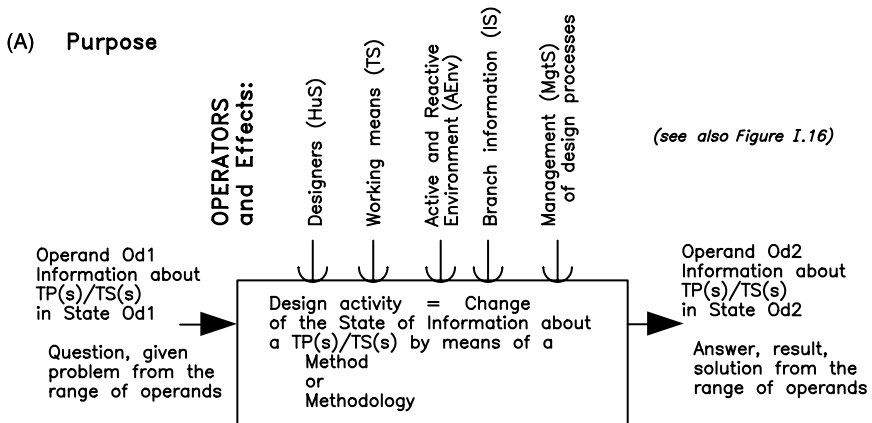 (A) Purpose
OPERATORS
and Effects:
Designers (HuS)
Working means (TS)
Active and Reactive
Environment (AEnv)
Branch information (IS)
Management (MgtS)
of design processes
(see also Figure I.16)
Operand Od1
Information about
TP(s)/TS(s)
in State Od1
Question, given
problem from the
range of operands
Design activity = Change
of the State of Information about
a TP(s)/TS(s) by means of a
Method
or
Methodology
Operand Od2
Information about
TP(s)/TS(s)
in State Od2
Answer, result,
solution from the
range of operands